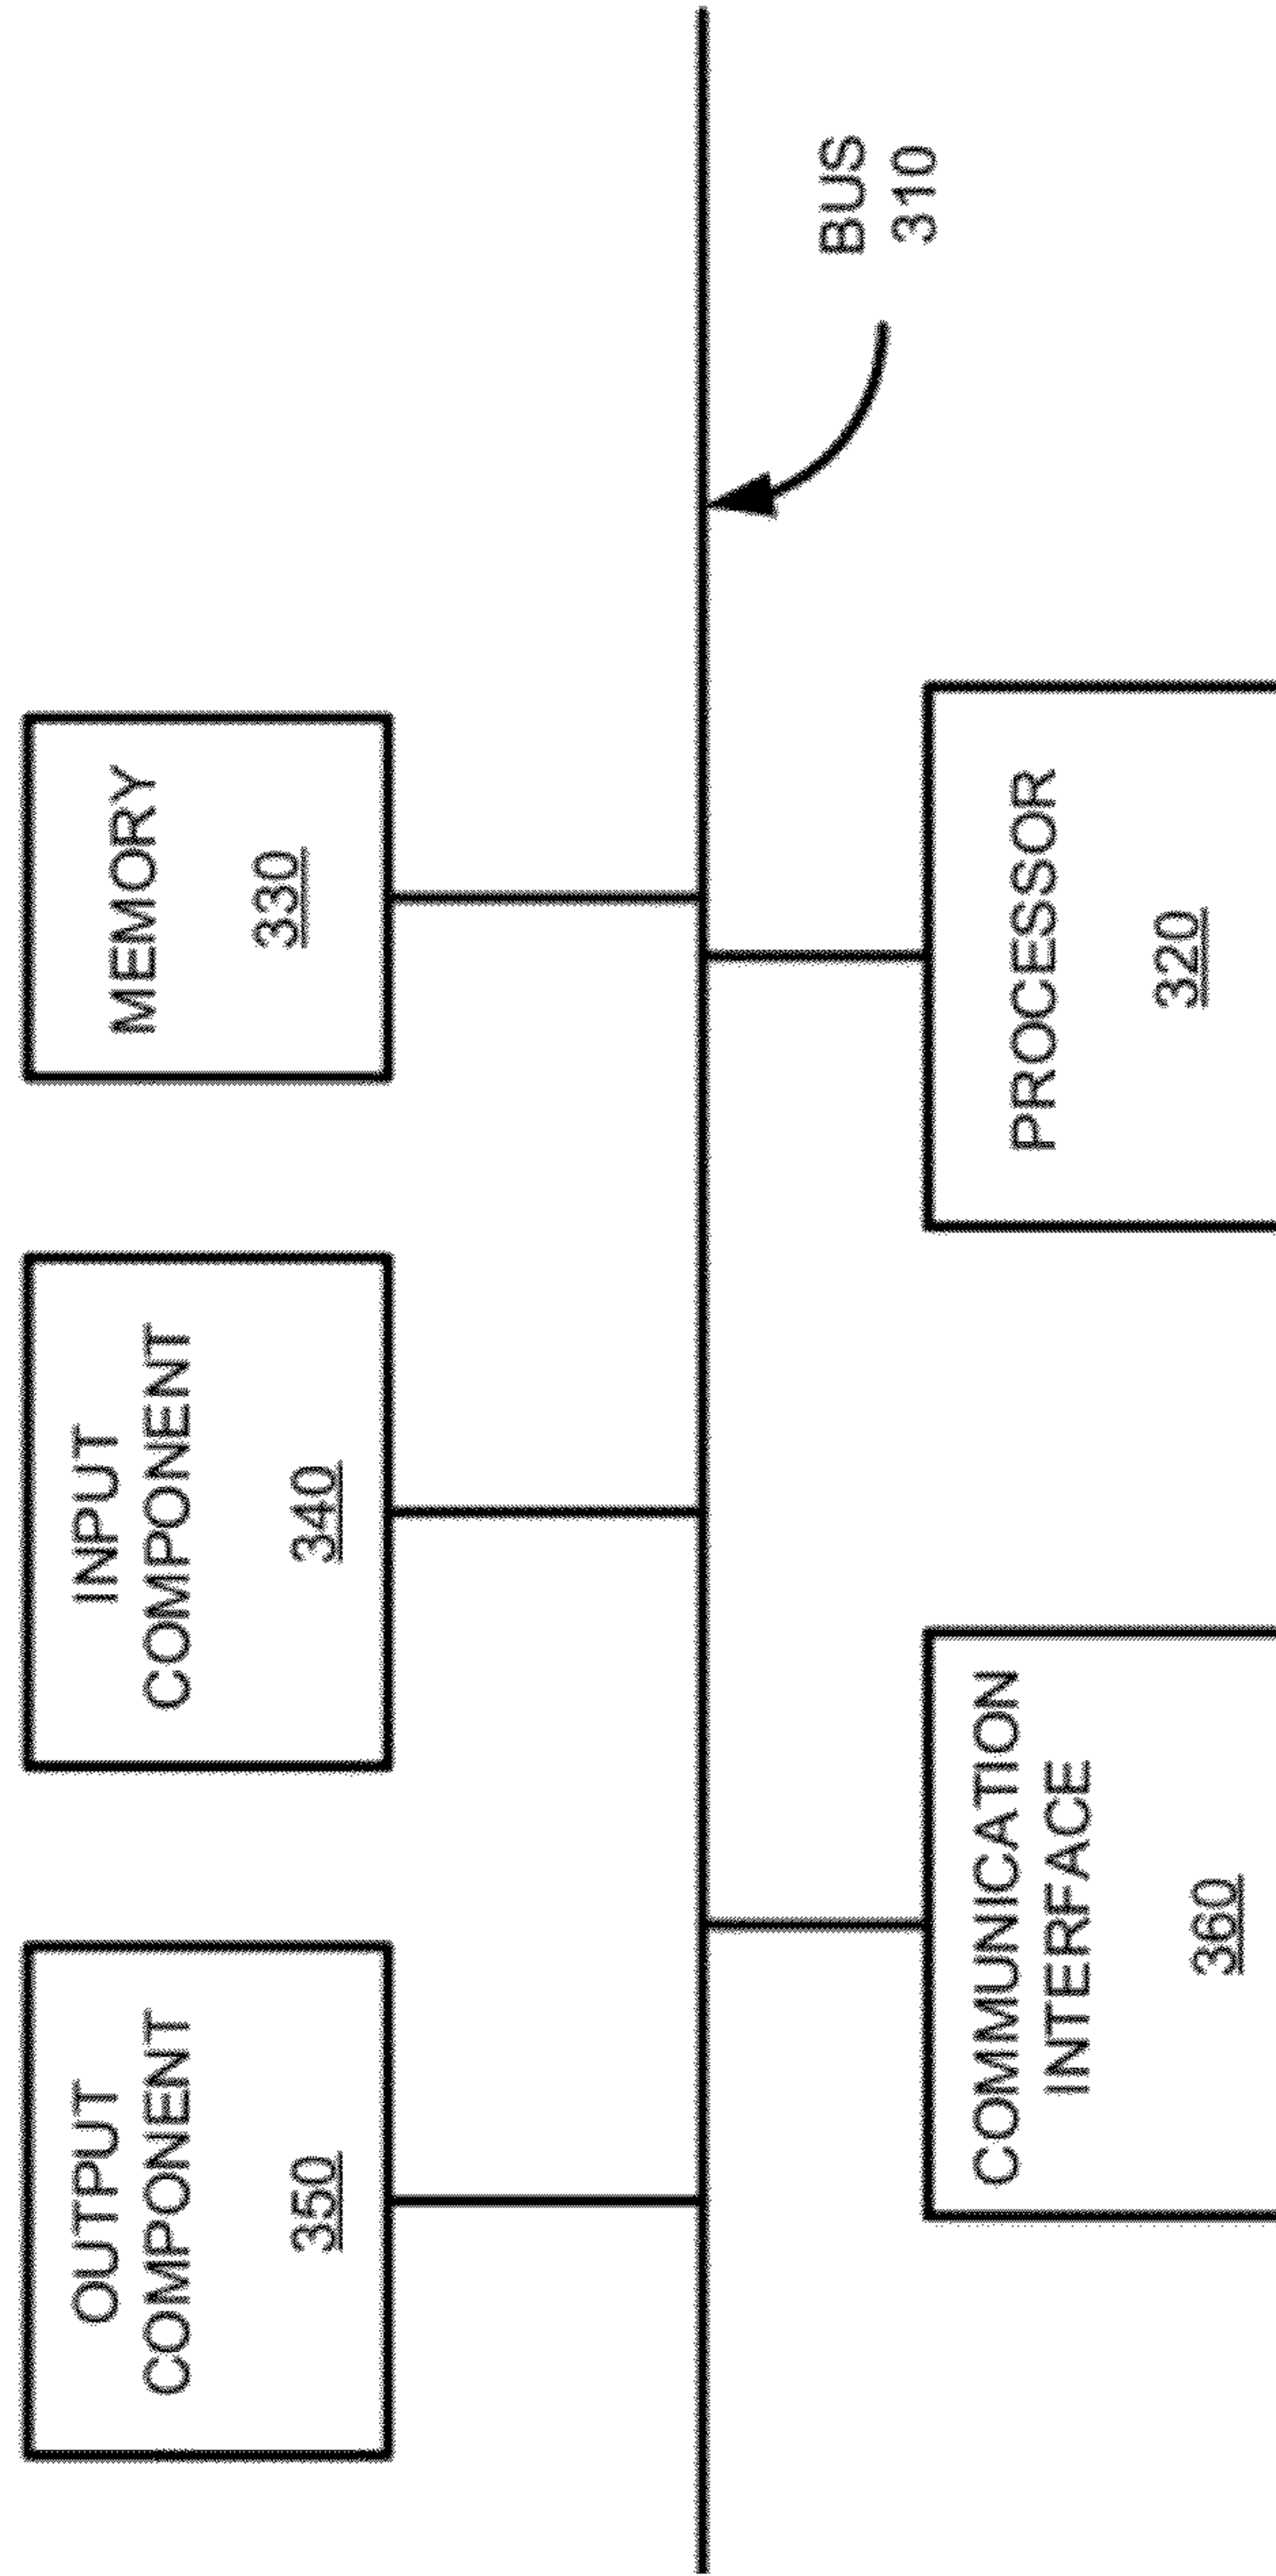 OUTPUT
COMPONENT
350
INPUT
COMPONENT
340
MEMORY
330
BUS
310
COMMUNICATION
INTERFACE
360
PROCESSOR
320